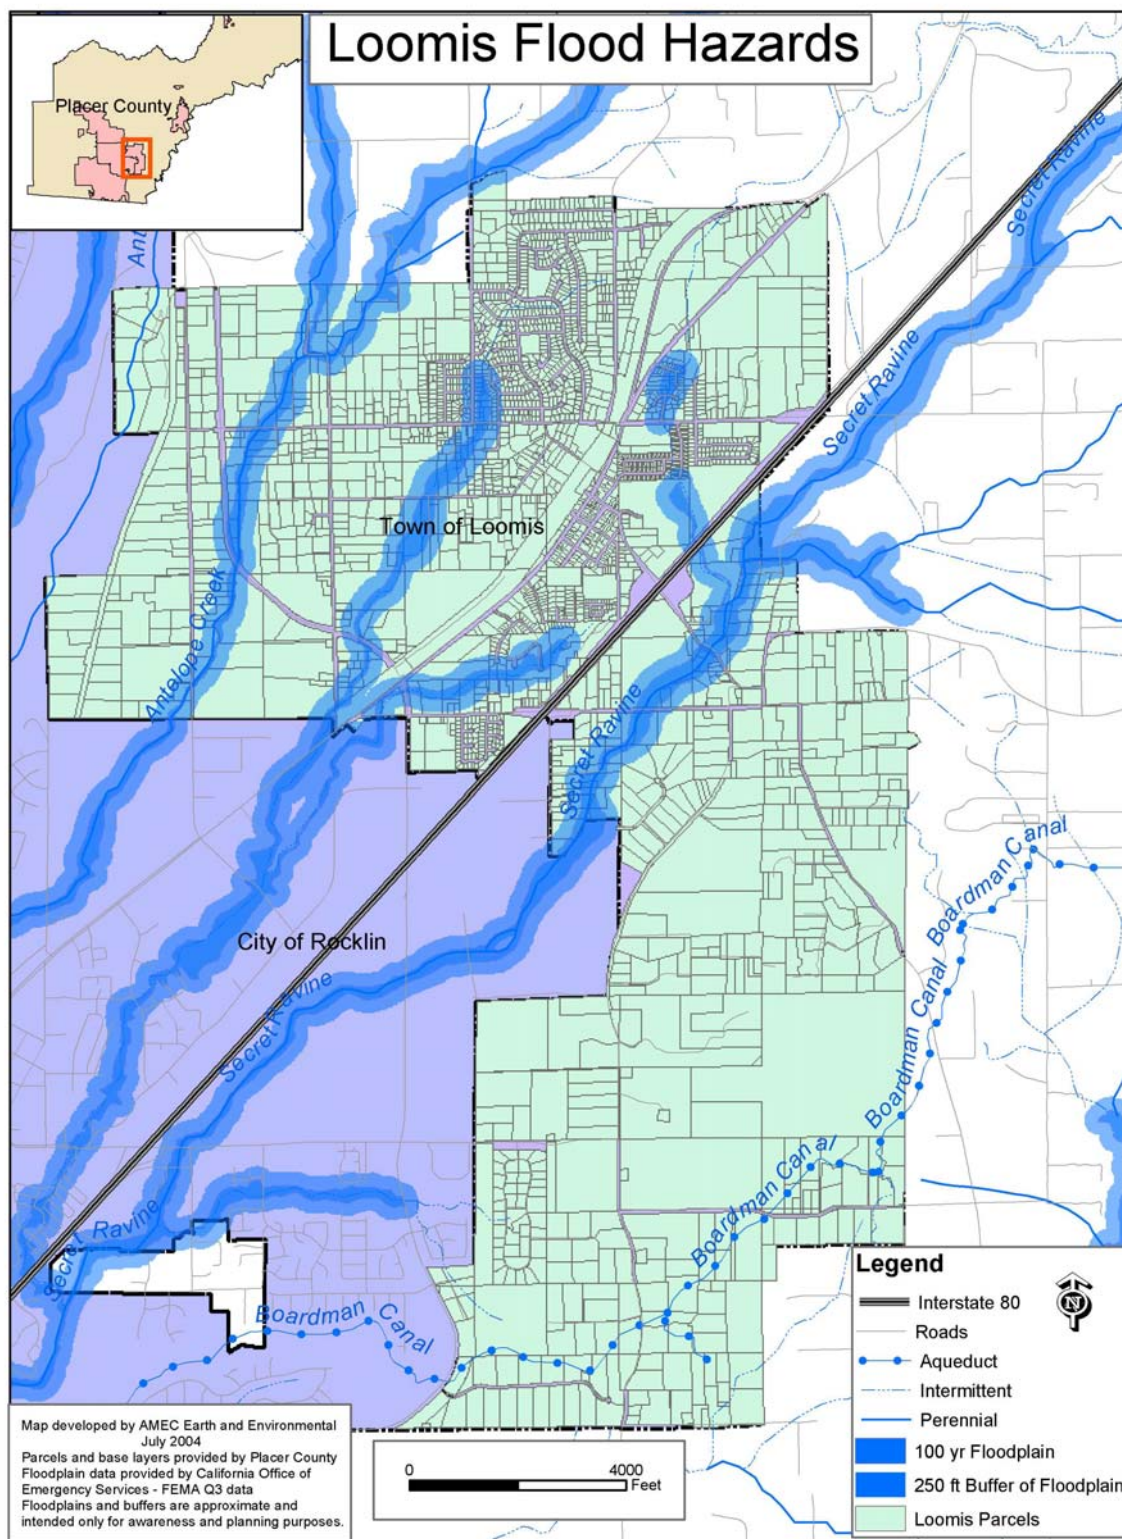 Loomis Flood Hazards
Placer County
Secret Ravine
Ant
Secret Ravine
Town of Loomis
Antelope Creek
Secret Ravine
Boardman Canal
City of Rocklin
Secret Ravine
Boardman Canal
Boardman Canal
Secret Ravine
Boardman Canal
Legend
Interstate 80
N
Roads
Aqueduct
Intermittent
Perennial
100 yr Floodplain
250 ft Buffer of Floodplain
Loomis Parcels
Map developed by AMEC Earth and Environmental
July 2004
Parcels and base layers provided by Placer County
Floodplain data provided by California Office of
Emergency Services - FEMA Q3 data
Floodplains and buffers are approximate and
intended only for awareness and planning purposes.
0 4000
Feet